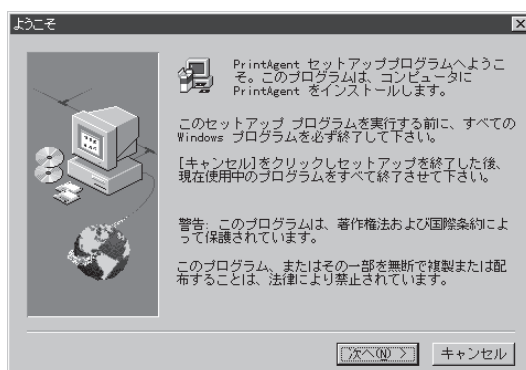 ようこそ
PrintAgent セットアッププログラムへようこ
そ。このプログラムは、コンピュータに
PrintAgent をインストールします。
このセットアップ プログラムを実行する前に、すべての
Windows プログラムを必ず終了して下さい。
[キャンセル]をクリックしセットアップを終了した後、
現在使用中のプログラムをすべて終了させて下さい。
警告: このプログラムは、著作権法および国際条約によ
って保護されています。
このプログラム、またはその一部を無断で複製または配
布することは、法律により禁止されています。
次へ(N) >
キャンセル